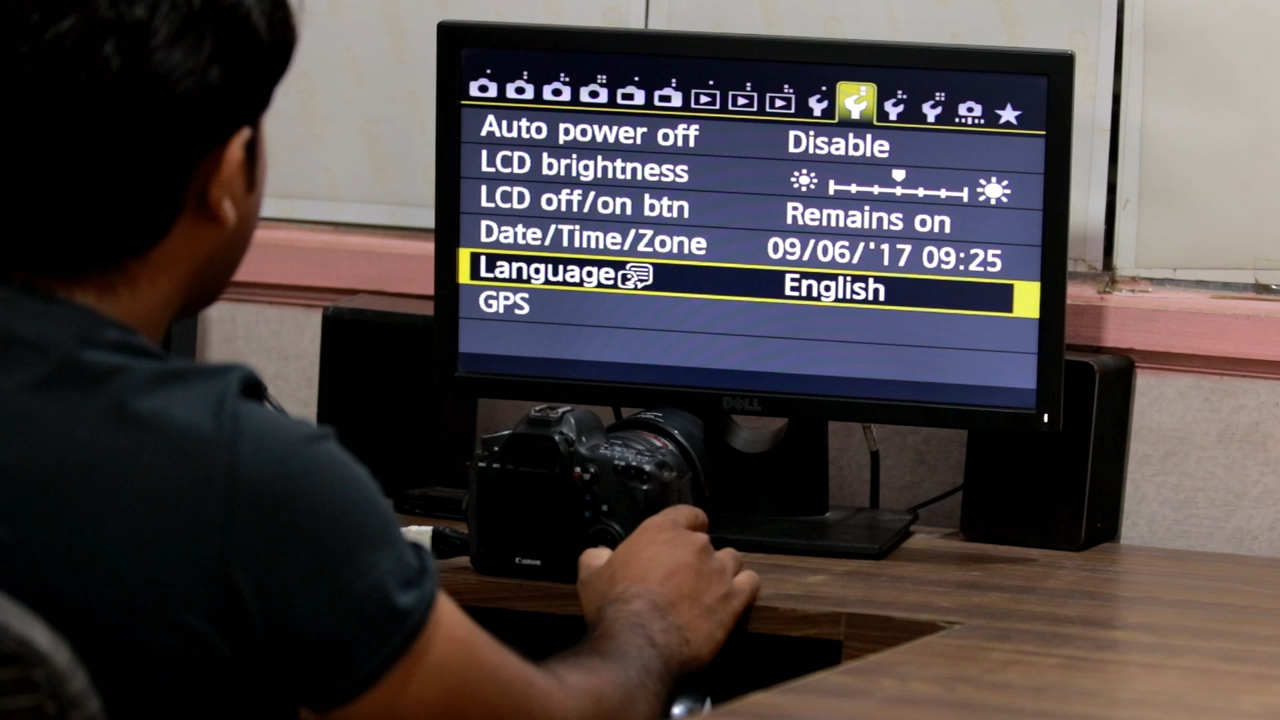 Auto power off Disable
LCD brightness
LCD off/on btn Remains on
Date/Time/Zone 09/06/'17 09:25
Language English
GPS
DELL
Canon